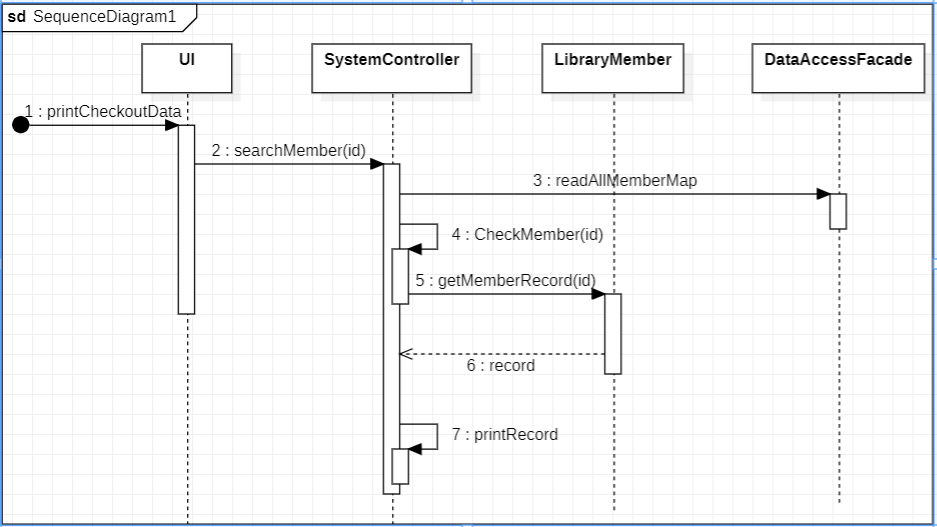 sd SequenceDiagram1
UI
SystemController
LibraryMember
DataAccessFacade
1 : printCheckoutData
2 : searchMember(id)
3 : readAllMemberMap
4 : CheckMember(id)
5 : getMemberRecord(id)
6 : record
7 : printRecord